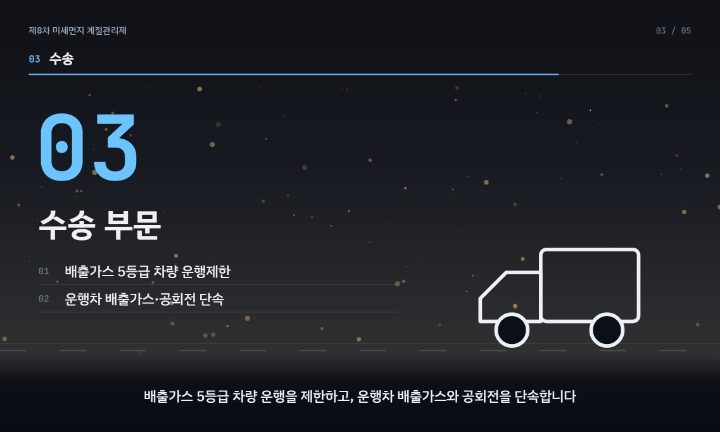 제8차 미세먼지 계절관리제
03 / 05
03 수송
03
수송 부문
01 배출가스 5등급 차량 운행제한
02 운행차 배출가스·공회전 단속
배출가스 5등급 차량 운행을 제한하고, 운행차 배출가스와 공회전을 단속합니다